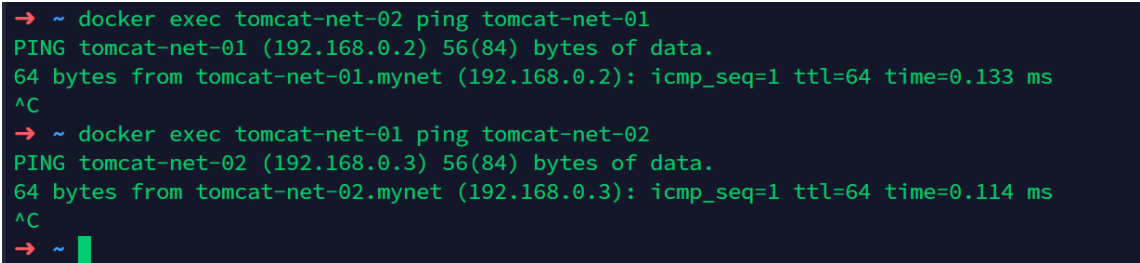 → ~ docker exec tomcat-net-02 ping tomcat-net-01
PING tomcat-net-01 (192.168.0.2) 56(84) bytes of data.
64 bytes from tomcat-net-01.mynet (192.168.0.2): icmp_seq=1 ttl=64 time=0.133 ms
^C
→ ~ docker exec tomcat-net-01 ping tomcat-net-02
PING tomcat-net-02 (192.168.0.3) 56(84) bytes of data.
64 bytes from tomcat-net-02.mynet (192.168.0.3): icmp_seq=1 ttl=64 time=0.114 ms
^C
→ ~